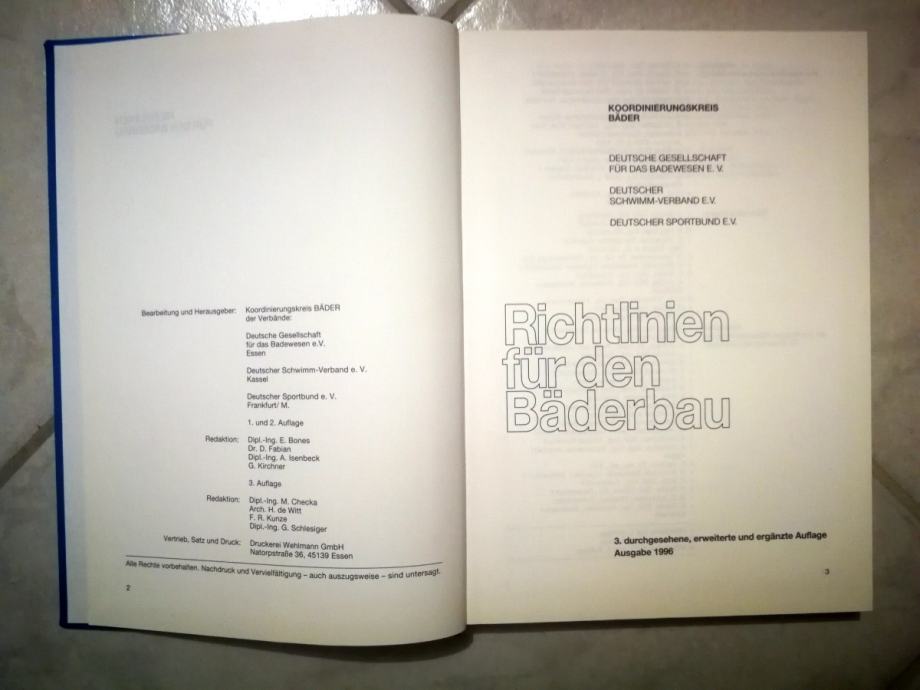 Bearbeitung und Herausgeber: Koordinierungskreis BÄDER
der Verbände:
Deutsche Gesellschaft
für das Badewesen e.V.
Essen
Deutscher Schwimm-Verband e. V.
Kassel
Deutscher Sportbund e. V.
Frankfurt/ M.
1. und 2. Auflage
Redaktion: Dipl.-Ing. E. Bones
Dr. D. Fabian
Dipl.-Ing. A. Isenbeck
G. Kirchner
3. Auflage
Redaktion: Dipl.-Ing. M. Checka
Arch. H. de Witt
F. R. Kunze
Dipl.-Ing. G. Schlesiger
Vertrieb, Satz und Druck: Druckerei Wehlmann GmbH
Natorpstraße 36, 45139 Essen
Alle Rechte vorbehalten. Nachdruck und Vervielfältigung – auch auszugsweise – sind untersagt.
2
KOORDINIERUNGSKREIS
BÄDER
DEUTSCHE GESELLSCHAFT
FÜR DAS BADEWESEN E. V.
DEUTSCHER
SCHWIMM-VERBAND E.V.
DEUTSCHER SPORTBUND E.V.
Richtlinien
für den
Bäderbau
3. durchgesehene, erweiterte und ergänzte Auflage
Ausgabe 1996
3